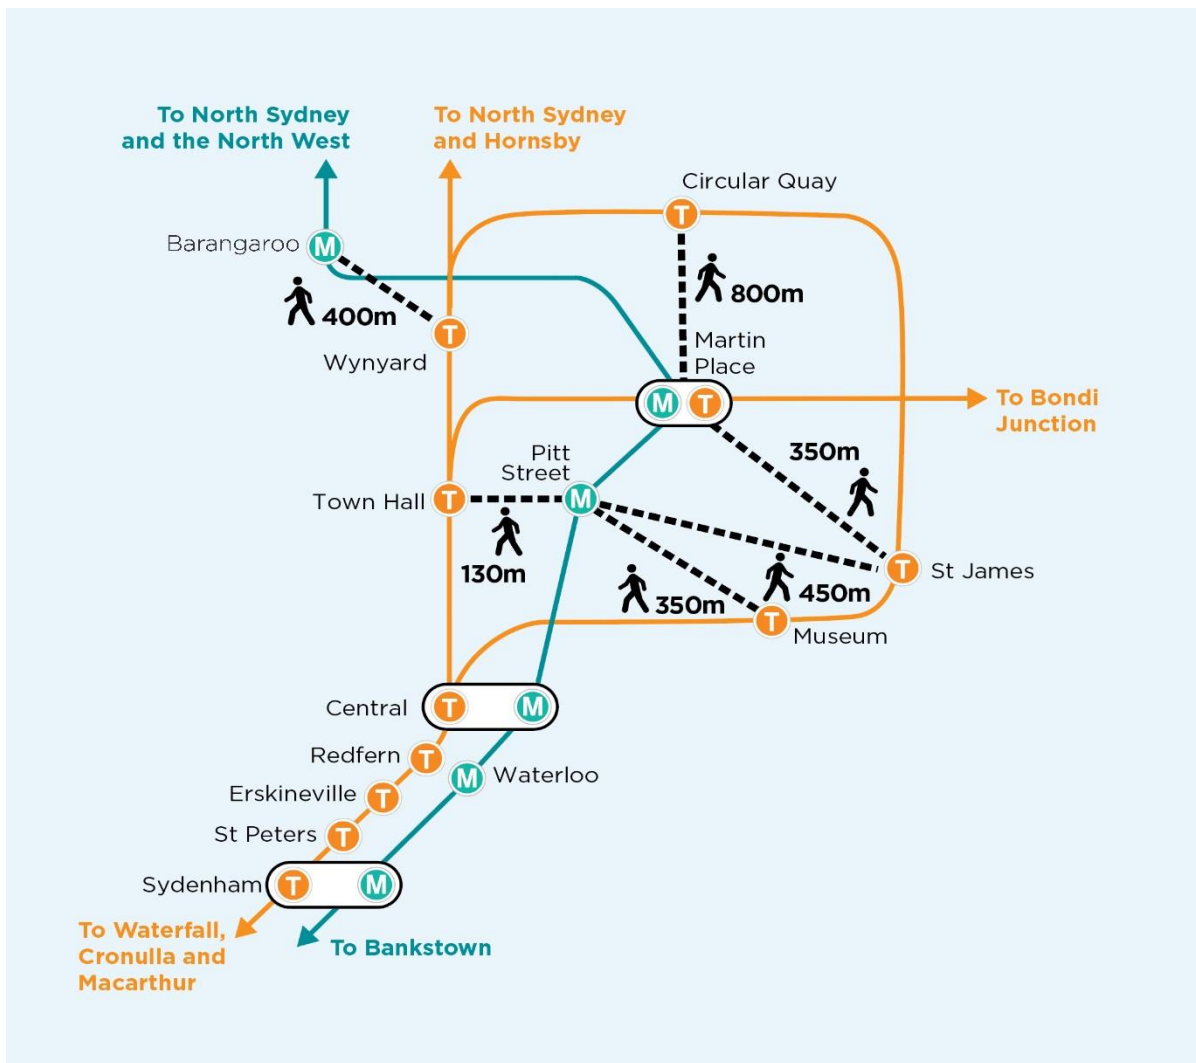 To North Sydney
and the North West
To North Sydney
and Hornsby
Circular Quay
T
Barangaroo
M
800m
400m
T
Wynyard
Martin
Place
M T
To Bondi
Junction
Pitt
Street
350m
Town Hall
T
M
130m
T
St James
450m
350m
T
Museum
Central
T
M
Redfern
T
M
Waterloo
Erskineville
T
St Peters
T
Sydenham
T
M
To Waterfall,
Cronulla and
Macarthur
To Bankstown